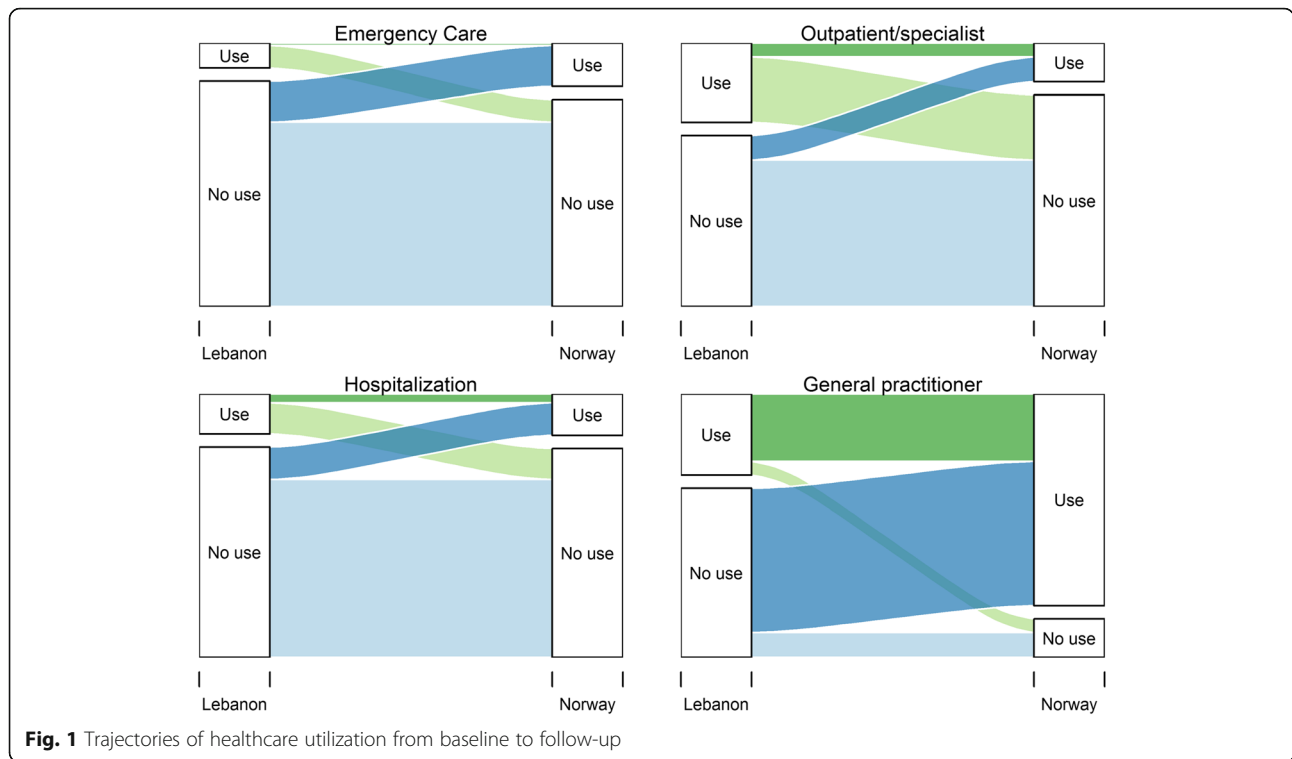 Emergency Care
Use
No use
Use
No use
Lebanon
Norway
Outpatient/specialist
Use
No use
Use
No use
Lebanon
Norway
Hospitalization
Use
No use
Use
No use
Lebanon
Norway
General practitioner
Use
No use
Use
No use
Lebanon
Norway
Fig. 1 Trajectories of healthcare utilization from baseline to follow-up